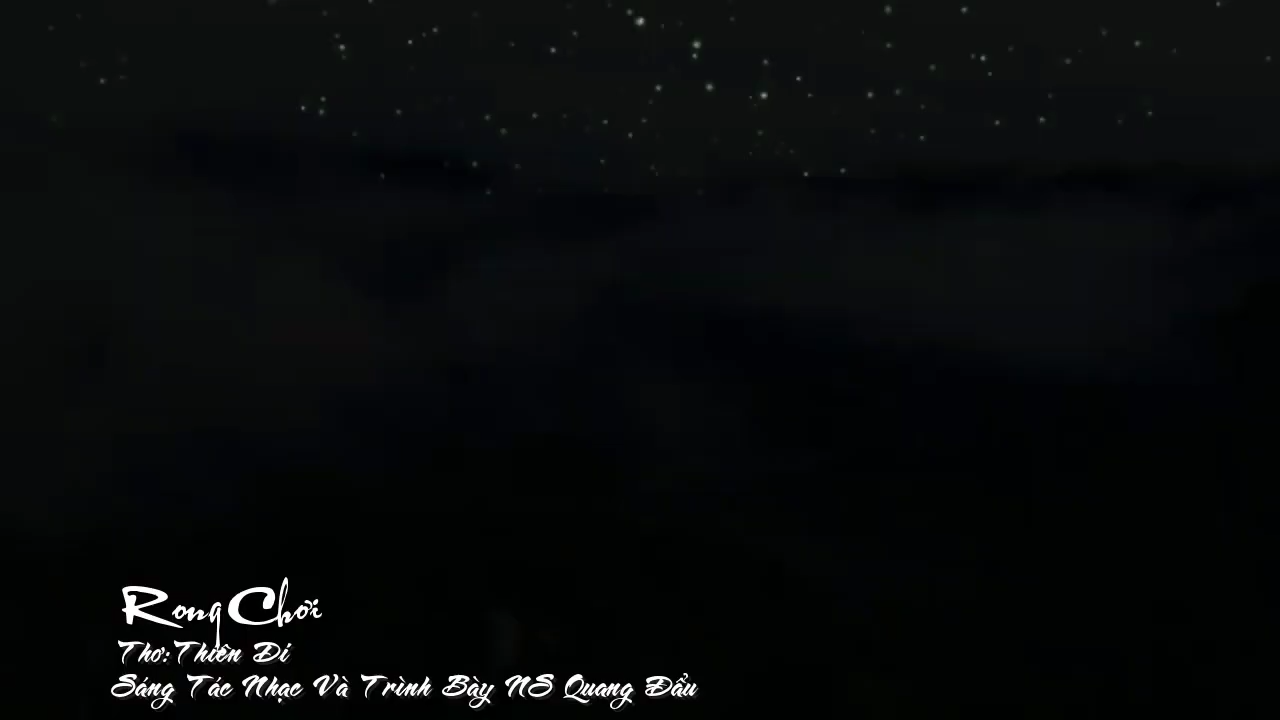 Rong Chơi
Thơ: Thiên Di
Sáng Tác Nhạc Và Trình Bày NS Quang Đẩu